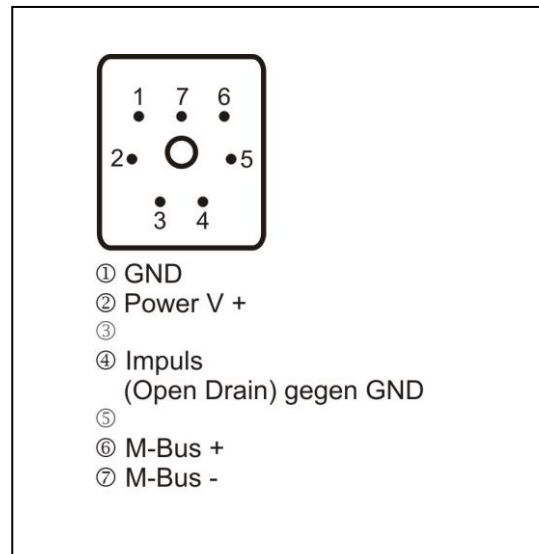 1 7 6
2 5
3 4
① GND
② Power V +
③
④ Impuls
(Open Drain) gegen GND
⑤
⑥ M-Bus +
⑦ M-Bus -